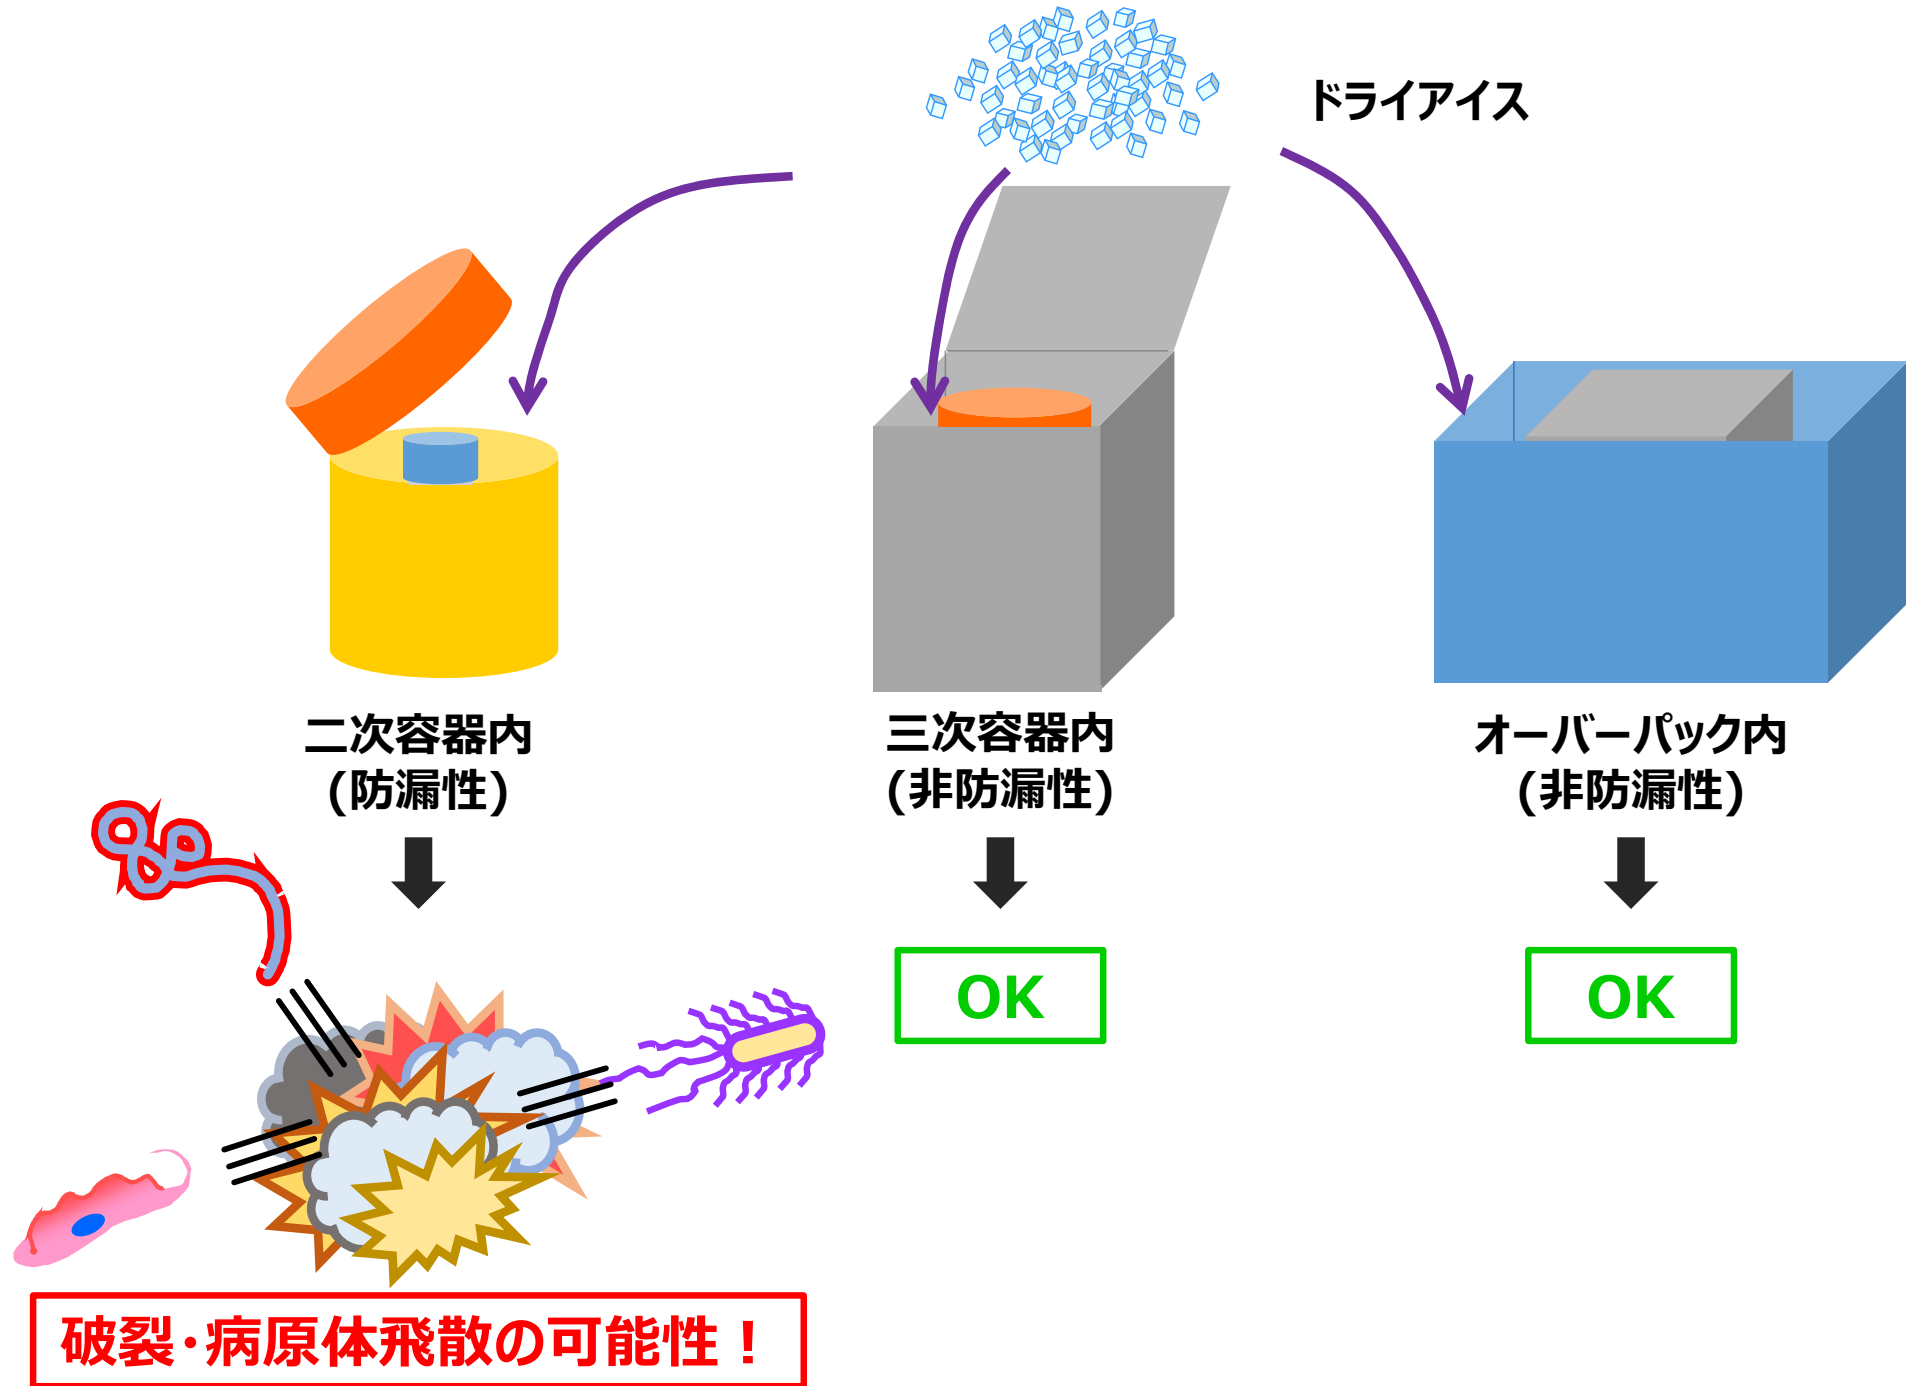 ドライアイス
二次容器内
(防漏性)
三次容器内
(非防漏性)
オーバーパック内
(非防漏性)
OK
OK
破裂・病原体飛散の可能性！